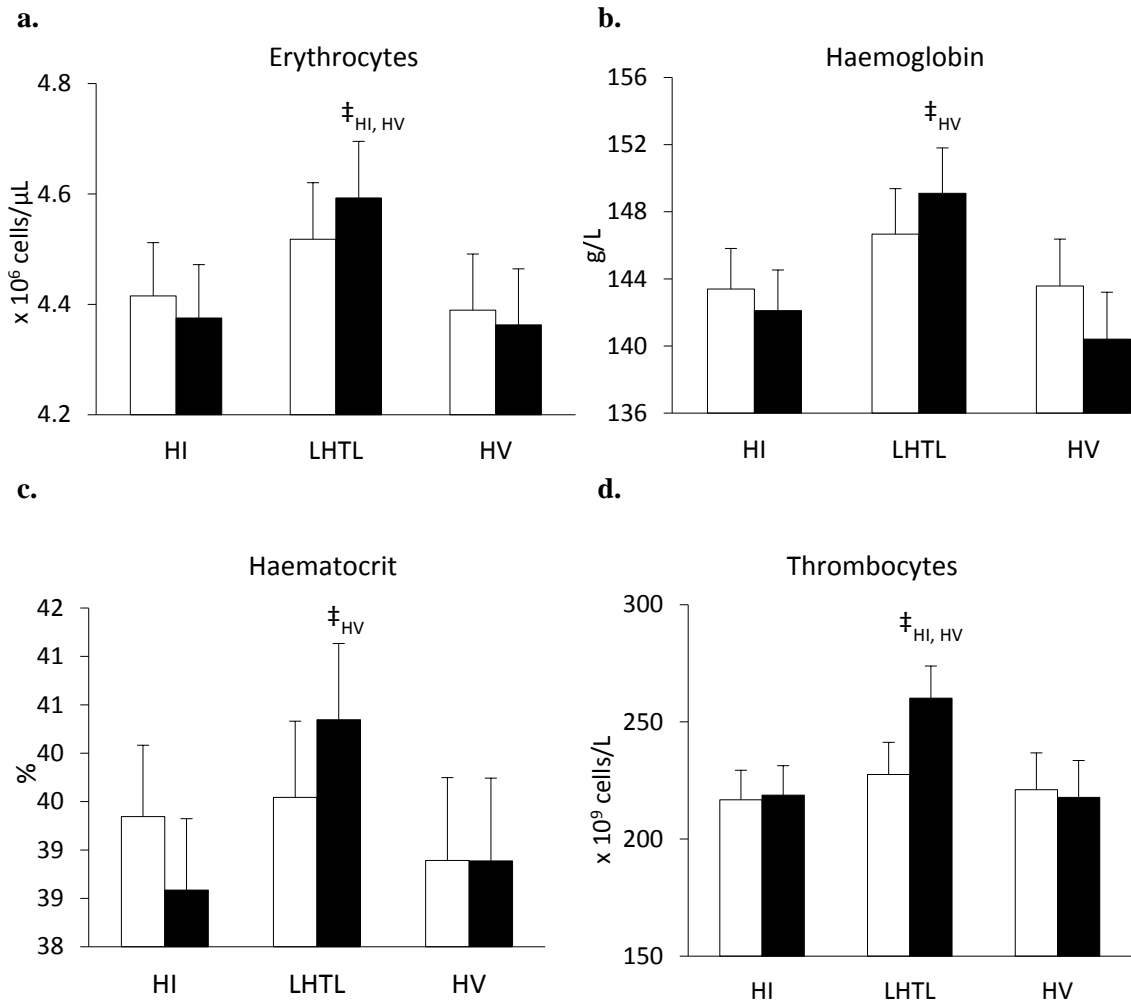 a.
Erythrocytes
4.8
4.6
4.4
4.2
x 10⁶ cells/µL
‡HI, HV
HI LHTL HV
b.
Haemoglobin
156
152
148
144
140
136
g/L
‡HV
HI LHTL HV
c.
Haematocrit
42
41
41
40
40
39
39
38
%
‡HV
HI LHTL HV
d.
Thrombocytes
300
250
200
150
x 10⁹ cells/L
‡HI, HV
HI LHTL HV